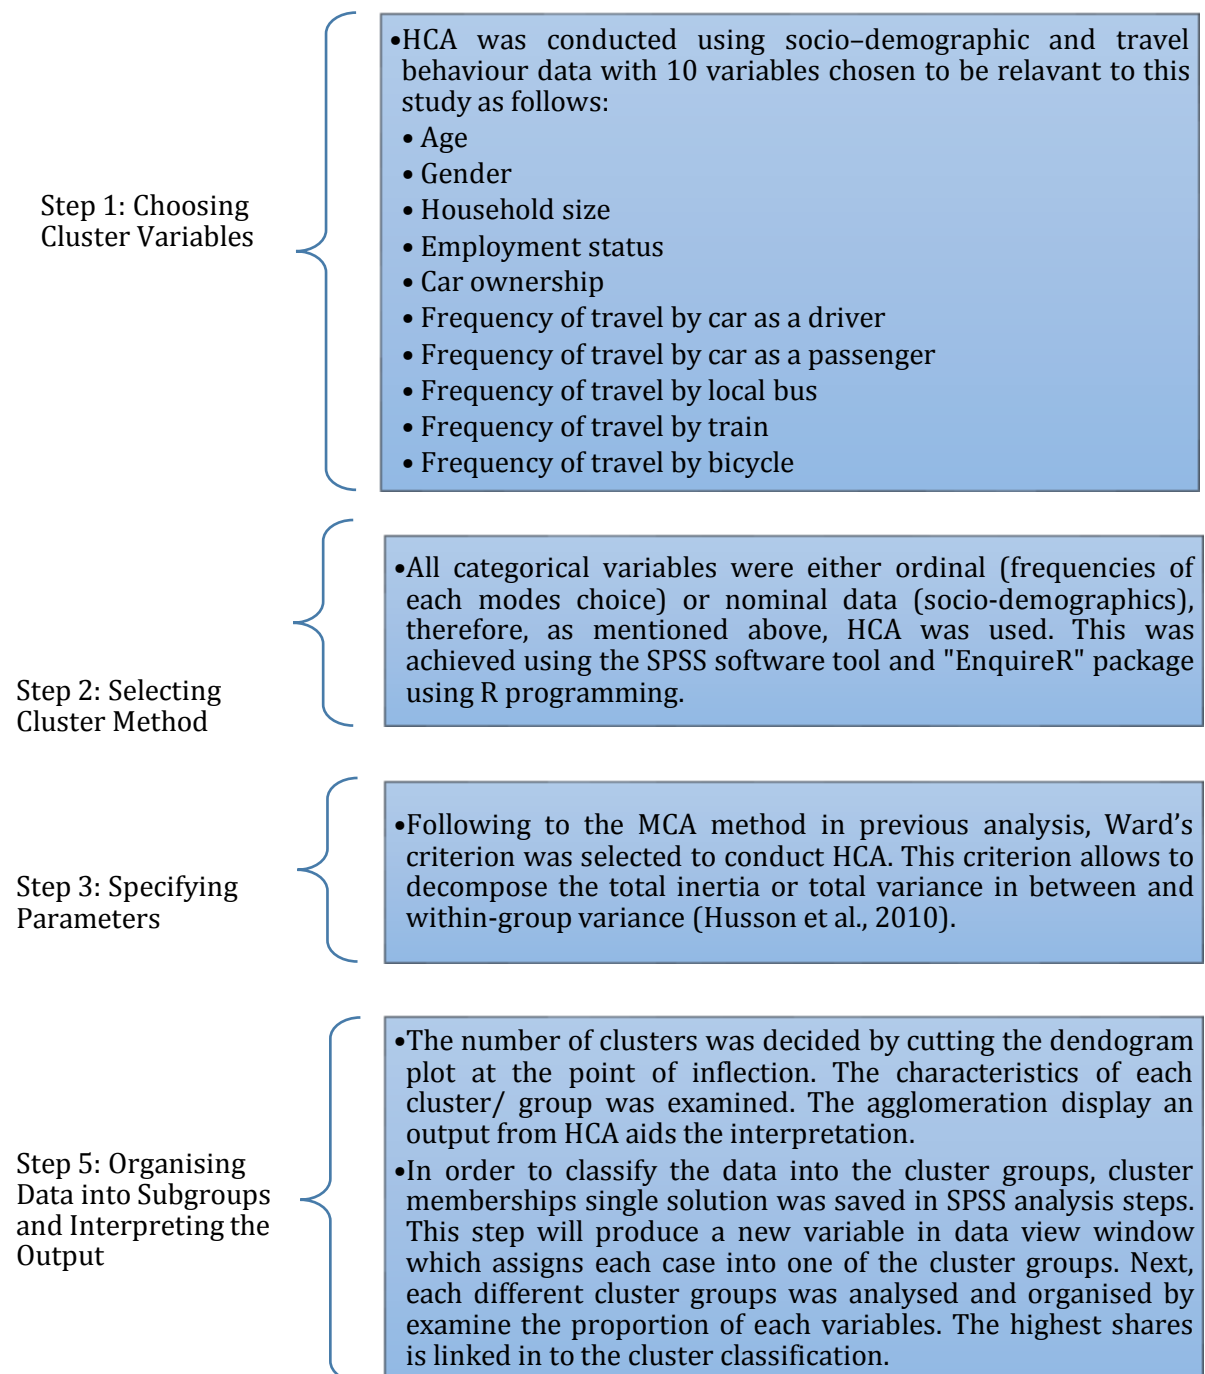 Step 1: Choosing
Cluster Variables
•HCA was conducted using socio–demographic and travel
behaviour data with 10 variables chosen to be relavant to this
study as follows:
• Age
• Gender
• Household size
• Employment status
• Car ownership
• Frequency of travel by car as a driver
• Frequency of travel by car as a passenger
• Frequency of travel by local bus
• Frequency of travel by train
• Frequency of travel by bicycle
Step 2: Selecting
Cluster Method
•All categorical variables were either ordinal (frequencies of
each modes choice) or nominal data (socio-demographics),
therefore, as mentioned above, HCA was used. This was
achieved using the SPSS software tool and "EnquireR" package
using R programming.
Step 3: Specifying
Parameters
•Following to the MCA method in previous analysis, Ward’s
criterion was selected to conduct HCA. This criterion allows to
decompose the total inertia or total variance in between and
within-group variance (Husson et al., 2010).
Step 5: Organising
Data into Subgroups
and Interpreting the
Output
•The number of clusters was decided by cutting the dendogram
plot at the point of inflection. The characteristics of each
cluster/ group was examined. The agglomeration display an
output from HCA aids the interpretation.
•In order to classify the data into the cluster groups, cluster
memberships single solution was saved in SPSS analysis steps.
This step will produce a new variable in data view window
which assigns each case into one of the cluster groups. Next,
each different cluster groups was analysed and organised by
examine the proportion of each variables. The highest shares
is linked in to the cluster classification.